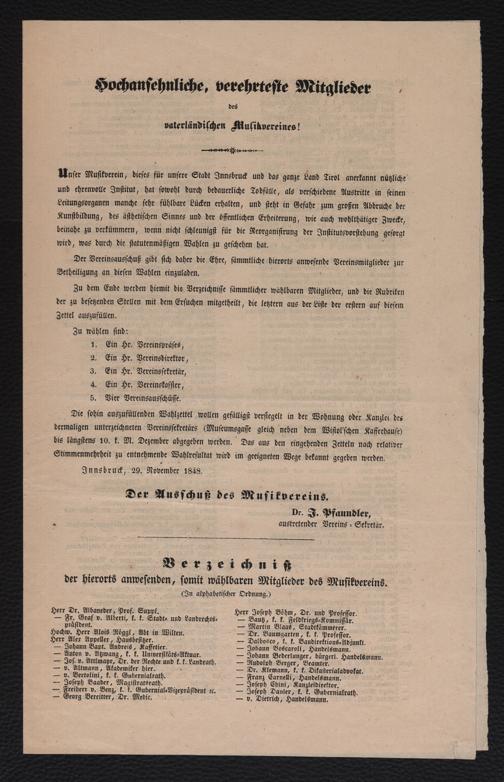 Hochansehnliche, verehrteste Mitglieder
des
vaterländischen Musikvereines!
Unser Musikverein, dieses für unsere Stadt Innsbruck und das ganze Land Tirol anerkannt nützliche
und ehrenvolle Institut, hat sowohl durch bedauerliche Todfälle, als verschiedene Austritte in seinen
Leitungsorganen manche sehr fühlbare Lücken erhalten, und steht in Gefahr zum großen Abbruche der
Kunstbildung, des ästhetischen Sinnes und der öffentlichen Erheiterung, wie auch wohlthätiger Zwecke,
beinahe zu verkümmern, wenn nicht schleunigst für die Reorganisirung der Institutsvorstehung gesorgt
wird, was durch die statutenmäßigen Wahlen zu geschehen hat.
Der Vereinsausschuß gibt sich daher die Ehre, sämmtliche hierorts anwesende Vereinsmitglieder zur
Betheiligung an diesen Wahlen einzuladen.
Zu dem Ende werden hiemit die Verzeichnisse sämmtlicher wählbaren Mitglieder, und die Rubriken
der zu besetzenden Stellen mit dem Ersuchen mitgetheilt, die letztern aus der Liste der erstern auf diesem
Zettel auszufüllen.
Zu wählen sind:
1. Ein Hr. Vereinspräses,
2. Ein Hr. Vereinsdirektor,
3. Ein Hr. Vereinssekretär,
4. Ein Hr. Vereinskassier,
5. Vier Vereinsausschüsse.
Die sohin auszufüllenden Wahlzettel wollen gefälligst versiegelt in der Wohnung oder Kanzlei des
dermaligen unterzeichneten Vereinssekretärs (Museumsgasse gleich neben dem Bistol'schen Kaffeehause)
bis längstens 10. k. M. Dezember abgegeben werden. Das aus den eingehenden Zetteln nach relativer
Stimmenmehrheit zu entnehmende Wahlresultat wird im geeigneten Wege bekannt gegeben werden.
Innsbruck, 29. November 1848.
Der Ausschuß des Musikvereins.
Dr. J. Pfaundler,
austretender Vereins-Sekretär.
Verzeichniß
der hierorts anwesenden, somit wählbaren Mitglieder des Musikvereins.
(In alphabetischer Ordnung.)
Herr Dr. Albaneder, Prof. Suppl.
— Fr. Gr. v. Alberti, k. k. Stadt- und Landrechts-
präsident.
Hochw. Herr Alois Röggl, Abt in Wilten.
Herr Alex Appeller, Hausbesitzer.
— Johann Bapt. Andreis, Kaffetier.
— Anton v. Attlmayr, k. k. Universitäts-Aktuar.
— Jos. v. Attlmayr, Dr. der Rechte und k. k. Landrath.
— v. Altmann, Akademiker hier.
— v. Bertolini, k. k. Gubernialrath.
— Joseph Baader, Magistratsrath.
— Freiherr v. Benz, k. k. Gubernial-Vizepräsident ꝛc.
— Georg Bereitter, Dr. Medic.
Herr Joseph Böhm, Dr. und Professor.
— Bautz, k. k. Feldkriegs-Kommissär.
— Martin Blaas, Stadtkämmerer.
— Dr. Baumgarten, k. k. Professor.
— Dalbosco, k. k. Baudirektions-Adjunkt.
— Johann Boscaroli, Handelsmann.
— Johann Bederlunger, bürgerl. Handelsmann.
— Rudolph Berger, Beamter.
— Dr. Klemann, k. k. Dikasterialadvokat.
— Franz Carnelli, Handelsmann.
— Joseph Chini, Kanzleidirektor.
— Joseph Danler, k. k. Gubernialrath.
— v. Dietrich, Handelsmann.